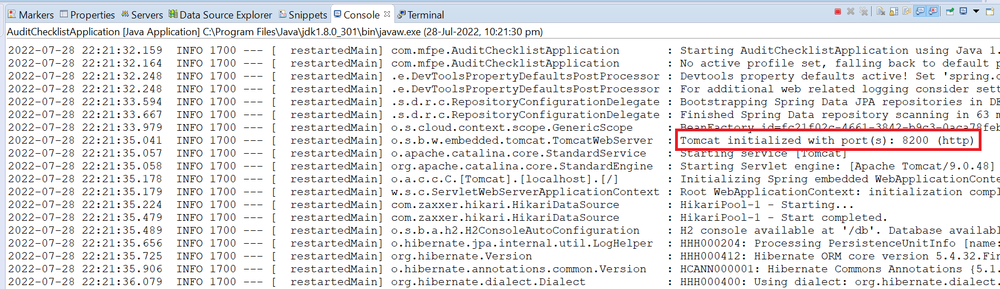 Markers Properties Servers Data Source Explorer Snippets Console Terminal
AuditChecklistApplication [Java Application] C:\Program Files\Java\jdk1.8.0_301\bin\javaw.exe (28-Jul-2022, 10:21:30 pm)
2022-07-28 22:21:32.159 INFO 1700 --- [ restartedMain] com.mfpe.AuditChecklistApplication : Starting AuditChecklistApplication using Java 1.
2022-07-28 22:21:32.164 INFO 1700 --- [ restartedMain] com.mfpe.AuditChecklistApplication : No active profile set, falling back to default p
2022-07-28 22:21:32.248 INFO 1700 --- [ restartedMain] .e.DevToolsPropertyDefaultsPostProcessor : Devtools property defaults active! Set 'spring.d
2022-07-28 22:21:32.248 INFO 1700 --- [ restartedMain] .e.DevToolsPropertyDefaultsPostProcessor : For additional web related logging consider sett
2022-07-28 22:21:33.594 INFO 1700 --- [ restartedMain] .s.d.r.c.RepositoryConfigurationDelegate : Bootstrapping Spring Data JPA repositories in DE
2022-07-28 22:21:33.667 INFO 1700 --- [ restartedMain] .s.d.r.c.RepositoryConfigurationDelegate : Finished Spring Data repository scanning in 63 m
2022-07-28 22:21:33.979 INFO 1700 --- [ restartedMain] o.s.cloud.context.scope.GenericScope : BeanFactory id=fc21f02c-4661-3842-b9c3-0aca78feb
2022-07-28 22:21:35.041 INFO 1700 --- [ restartedMain] o.s.b.w.embedded.tomcat.TomcatWebServer : Tomcat initialized with port(s): 8200 (http)
2022-07-28 22:21:35.057 INFO 1700 --- [ restartedMain] o.apache.catalina.core.StandardService : Starting service [Tomcat]
2022-07-28 22:21:35.058 INFO 1700 --- [ restartedMain] org.apache.catalina.core.StandardEngine : Starting Servlet engine: [Apache Tomcat/9.0.48]
2022-07-28 22:21:35.178 INFO 1700 --- [ restartedMain] o.a.c.c.C.[Tomcat].[localhost].[/] : Initializing Spring embedded WebApplicationConte
2022-07-28 22:21:35.179 INFO 1700 --- [ restartedMain] w.s.c.ServletWebServerApplicationContext : Root WebApplicationContext: initialization compl
2022-07-28 22:21:35.224 INFO 1700 --- [ restartedMain] com.zaxxer.hikari.HikariDataSource : HikariPool-1 - Starting...
2022-07-28 22:21:35.479 INFO 1700 --- [ restartedMain] com.zaxxer.hikari.HikariDataSource : HikariPool-1 - Start completed.
2022-07-28 22:21:35.489 INFO 1700 --- [ restartedMain] o.s.b.a.h2.H2ConsoleAutoConfiguration : H2 console available at '/db'. Database availabl
2022-07-28 22:21:35.656 INFO 1700 --- [ restartedMain] o.hibernate.jpa.internal.util.LogHelper : HHH000204: Processing PersistenceUnitInfo [name:
2022-07-28 22:21:35.725 INFO 1700 --- [ restartedMain] org.hibernate.Version : HHH000412: Hibernate ORM core version 5.4.32.Fin
2022-07-28 22:21:35.906 INFO 1700 --- [ restartedMain] o.hibernate.annotations.common.Version : HCANN000001: Hibernate Commons Annotations {5.1.
2022-07-28 22:21:36.079 INFO 1700 --- [ restartedMain] org.hibernate.dialect.Dialect : HHH000400: Using dialect: org.hibernate.dialect.